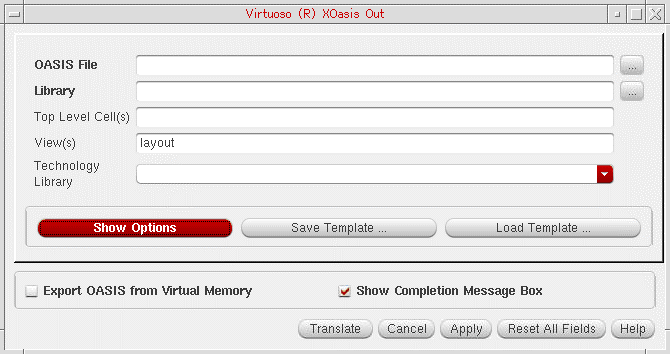 Virtuoso (R) XOasis Out
OASIS File
...
Library
...
Top Level Cell(s)
View(s) layout
Technology
Library
Show Options Save Template ... Load Template ...
Export OASIS from Virtual Memory Show Completion Message Box
Translate Cancel Apply Reset All Fields Help